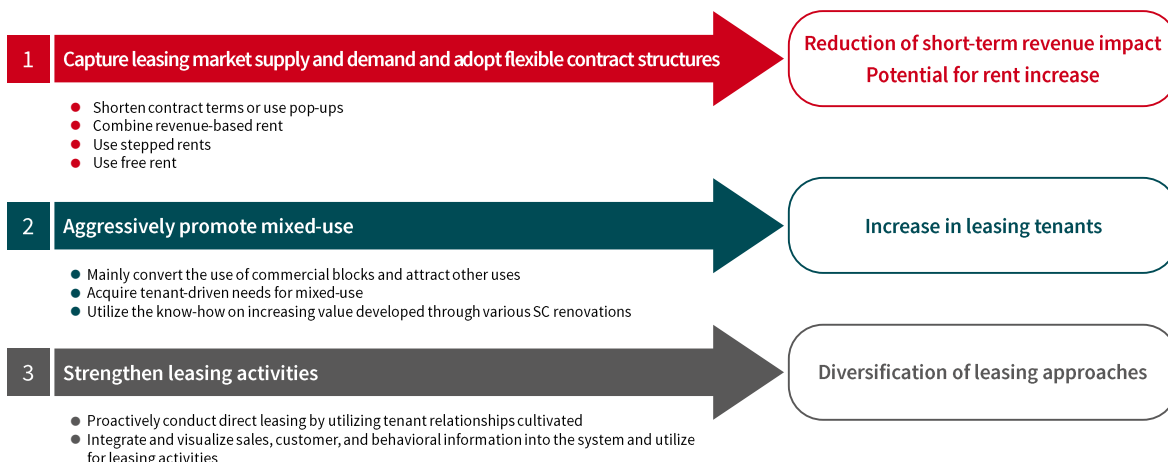 1
Capture leasing market supply and demand and adopt flexible contract structures
Reduction of short-term revenue impact
Potential for rent increase
Shorten contract terms or use pop-ups
Combine revenue-based rent
Use stepped rents
Use free rent
2
Aggressively promote mixed-use
Increase in leasing tenants
Mainly convert the use of commercial blocks and attract other uses
Acquire tenant-driven needs for mixed-use
Utilize the know-how on increasing value developed through various SC renovations
3
Strengthen leasing activities
Diversification of leasing approaches
Proactively conduct direct leasing by utilizing tenant relationships cultivated
Integrate and visualize sales, customer, and behavioral information into the system and utilize
for leasing activities